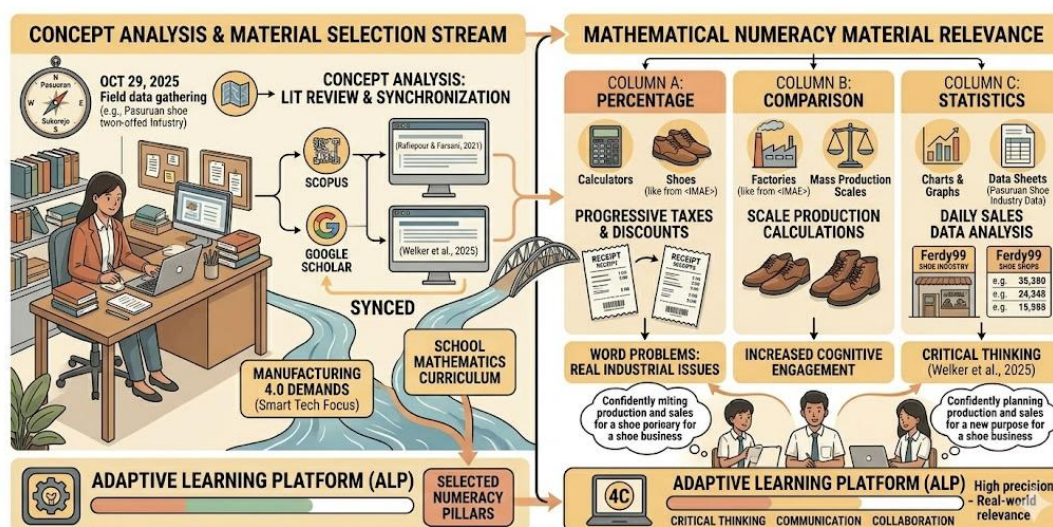 CONCEPT ANALYSIS & MATERIAL SELECTION STREAM
N
Pasuruan
W
E
Sukorejo
S
OCT 29, 2025
Field data gathering
(e.g., Pasuruan shoe
twon-offed Industry)
CONCEPT ANALYSIS:
LIT REVIEW & SYNCHRONIZATION
SCOPUS
(Rafiepour & Farsani, 2021)
GOOGLE
SCHOLAR
(Welker et al., 2025)
SYNCED
MANUFACTURING
4.0 DEMANDS
(Smart Tech Focus)
SCHOOL
MATHEMATICS
CURRICULUM
ADAPTIVE LEARNING PLATFORM (ALP)
SELECTED
NUMERACY
PILLARS
MATHEMATICAL NUMERACY MATERIAL RELEVANCE
COLUMN A:
PERCENTAGE
Calculators
Shoes
(like from <IMAE>)
PROGRESSIVE TAXES
& DISCOUNTS
RECEIPT
RECEIPT
WORD PROBLEMS:
REAL INDUSTRIAL ISSUES
COLUMN B:
COMPARISON
Factories
(like from <IMAE>)
Mass Production
Scales
SCALE PRODUCTION
CALCULATIONS
INCREASED COGNITIVE
ENGAGEMENT
COLUMN C:
STATISTICS
Charts &
Graphs
Data Sheets
(Pasuruan Shoe
Industry Data)
DAILY SALES
DATA ANALYSIS
Ferdy99
SHOE INDOSTRY
Ferdy99
SHOE SHOPS
e.g. 35,380
e.g. 24,348
e.g. 15,988
CRITICAL THINKING
(Welker et al., 2025)
Confidently miting
production and sales
for a shoe poriary for
a shoe business
Confidently planning
production and sales
for a new purpose for
a shoe business
4C
ADAPTIVE LEARNING PLATFORM (ALP)
CRITICAL THINKING COMMUNICATION COLLABORATION
High precision
– Real-world
relevance